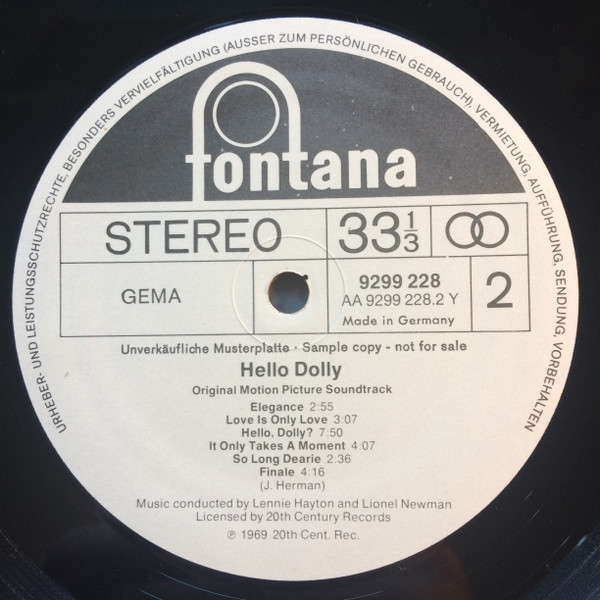 URHEBER- UND LEISTUNGSSCHUTZRECHTE, BESONDERS VERVIELFÄLTIGUNG (AUSSER ZUM PERSÖNLICHEN GEBRAUCH), VERMIETUNG, AUFFÜHRUNG, SENDUNG, VORBEHALTEN
fontana
STEREO 33 1/3
GEMA 9299 228 2
AA 9299 228.2 Y
Made in Germany
Unverkäufliche Musterplatte · Sample copy - not for sale
Hello Dolly
Original Motion Picture Soundtrack
Elegance 2:55
Love Is Only Love 3:07
Hello, Dolly? 7:50
It Only Takes A Moment 4:07
So Long Dearie 2:36
Finale 4:16
(J. Herman)
Music conducted by Lennie Hayton and Lionel Newman
Licensed by 20th Century Records
℗ 1969 20th Cent. Rec.